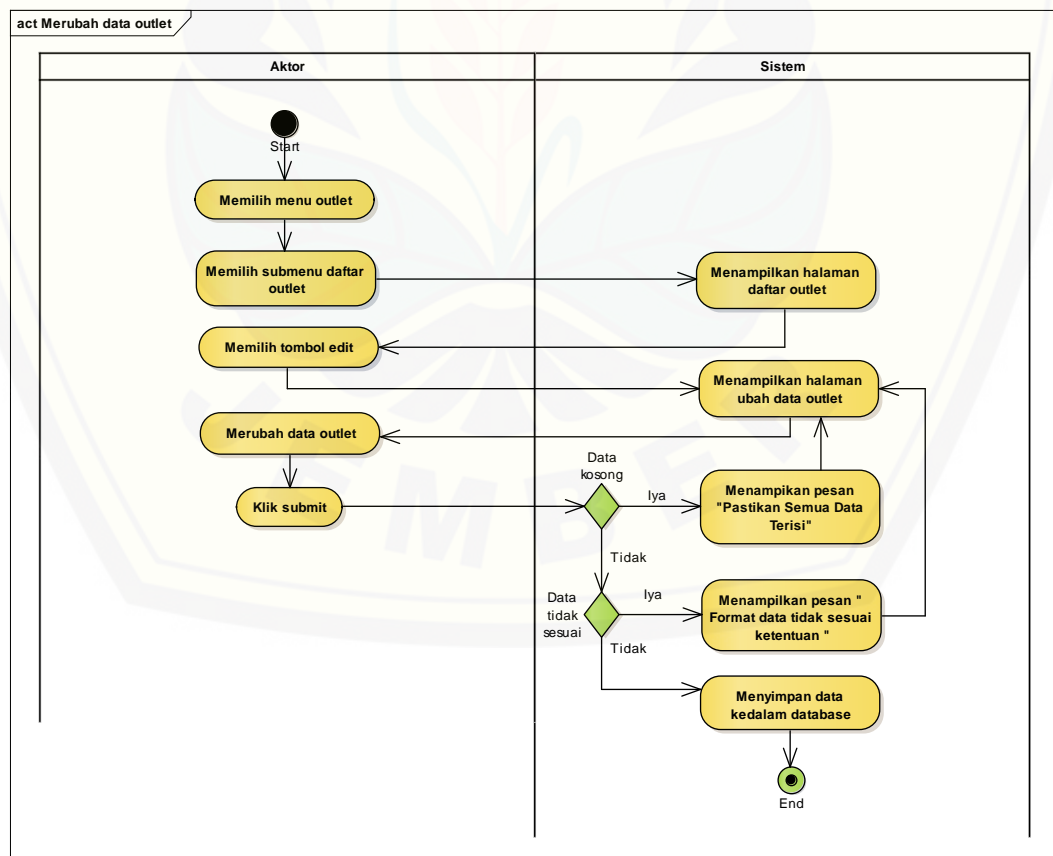 act Merubah data outlet
Aktor
Sistem
Start
Memilih menu outlet
Memilih submenu daftar
outlet
Menampilkan halaman
daftar outlet
Memilih tombol edit
Menampilkan halaman
ubah data outlet
Merubah data outlet
Data
kosong
Klik submit
Iya
Menampikan pesan
"Pastikan Semua Data
Terisi"
Tidak
Data
tidak
sesuai
Iya
Menampilkan pesan "
Format data tidak sesuai
ketentuan "
Tidak
Menyimpan data
kedalam database
End
JEMBER